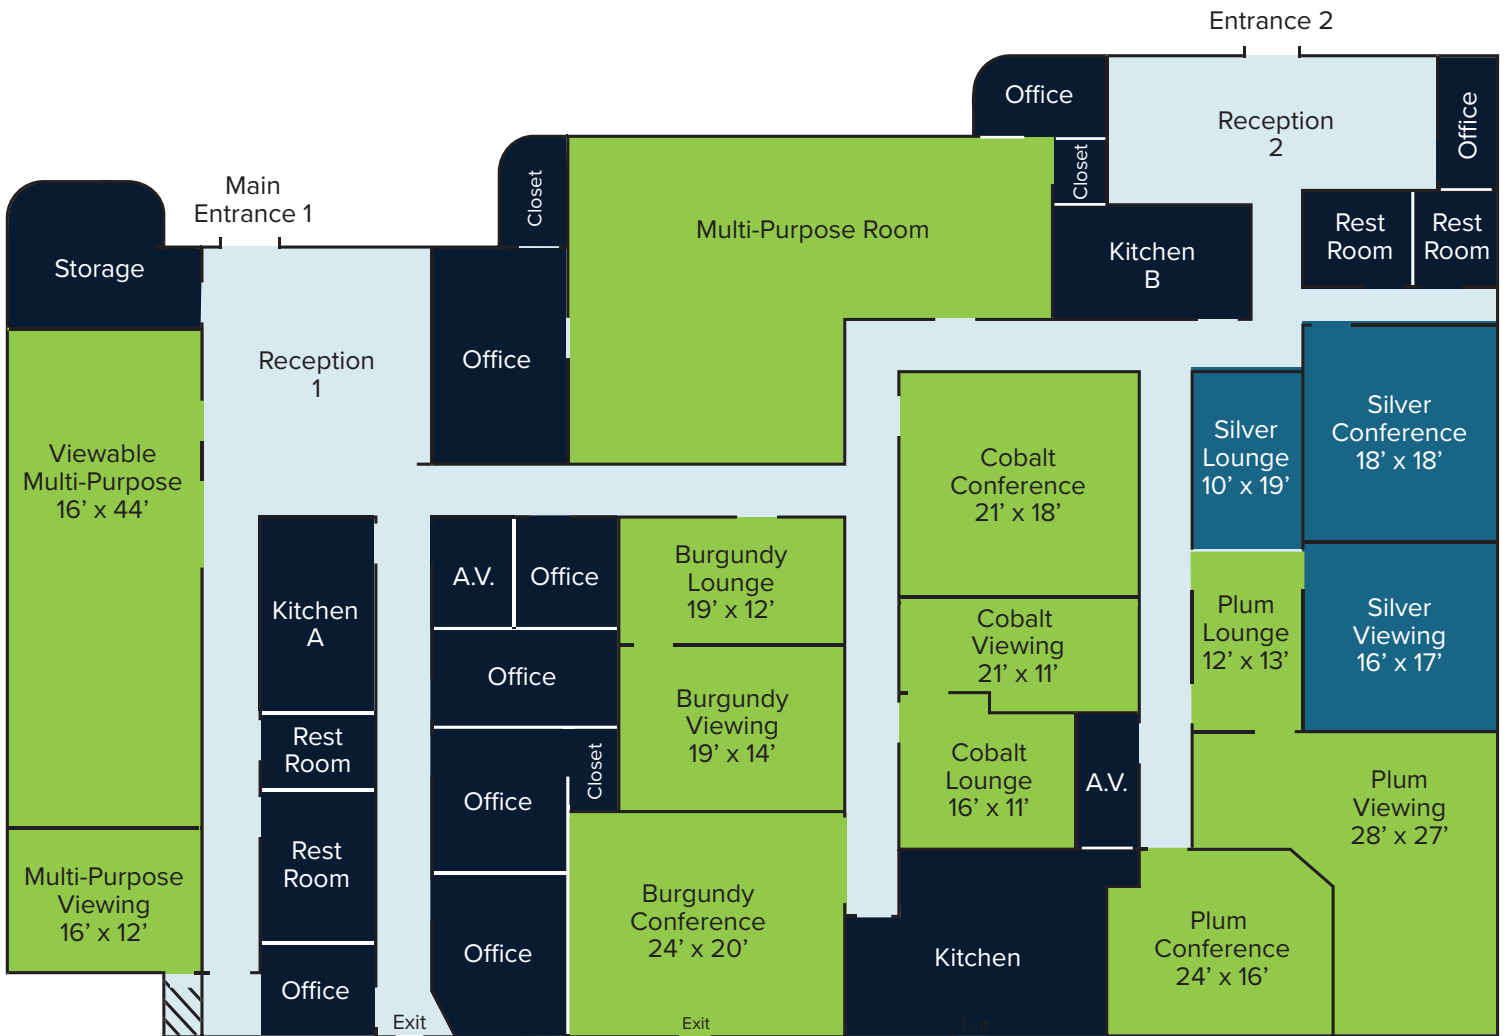 Entrance 2
Office
Reception
2
Office
Closet
Main
Entrance 1
Closet
Multi-Purpose Room
Kitchen
B
Rest
Room
Rest
Room
Storage
Reception
1
Office
Viewable
Multi-Purpose
16’ x 44’
Cobalt
Conference
21’ x 18’
Silver
Lounge
10’ x 19’
Silver
Conference
18’ x 18’
Kitchen
A
A.V.
Office
Burgundy
Lounge
19’ x 12’
Cobalt
Viewing
21’ x 11’
Plum
Lounge
12’ x 13’
Silver
Viewing
16’ x 17’
Office
Burgundy
Viewing
19’ x 14’
Rest
Room
Office
Closet
Cobalt
Lounge
16’ x 11’
A.V.
Plum
Viewing
28’ x 27’
Rest
Room
Multi-Purpose
Viewing
16’ x 12’
Office
Burgundy
Conference
24’ x 20’
Kitchen
Plum
Conference
24’ x 16’
Office
Exit
Exit
Exit